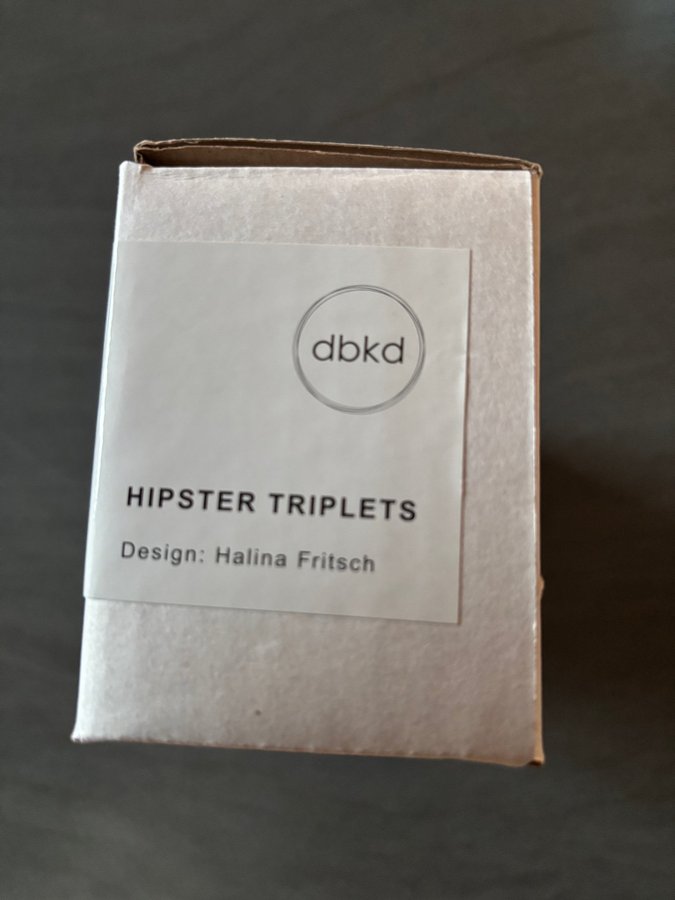 dbkd
HIPSTER TRIPLETS
Design: Halina Fritsch